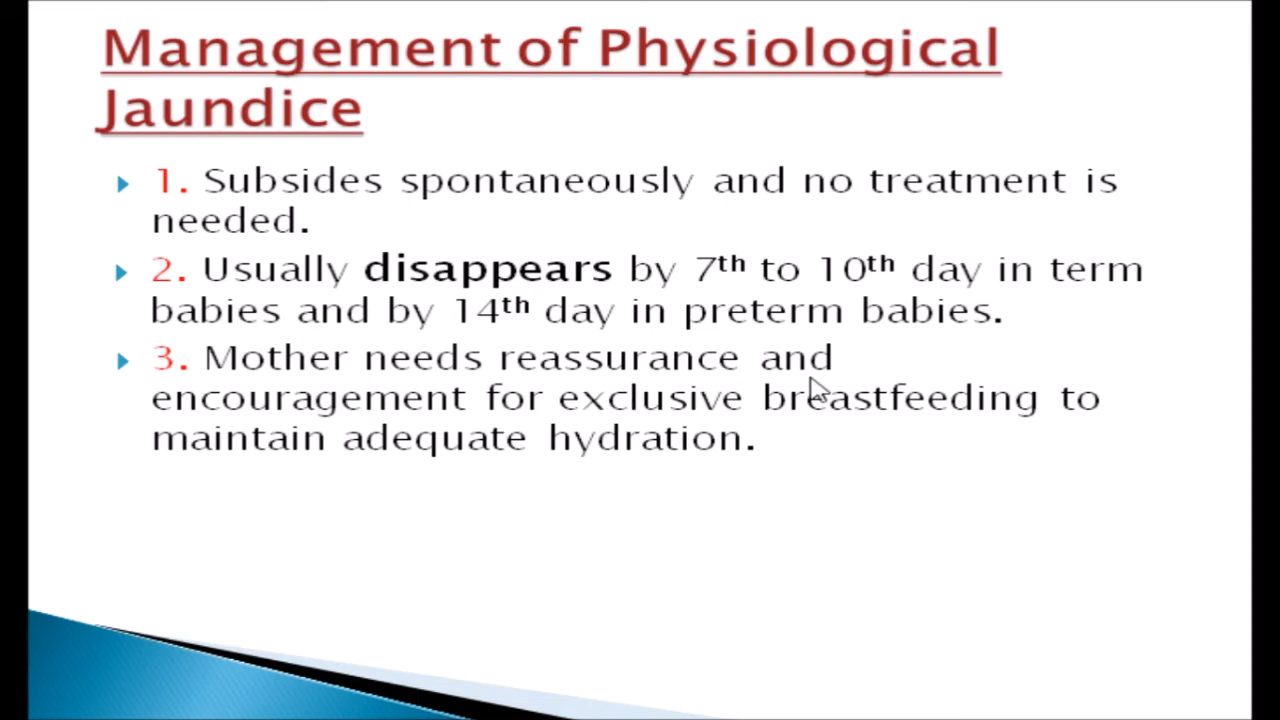 Management of Physiological
Jaundice
1. Subsides spontaneously and no treatment is
needed.
2. Usually disappears by 7th to 10th day in term
babies and by 14th day in preterm babies.
3. Mother needs reassurance and
encouragement for exclusive breastfeeding to
maintain adequate hydration.